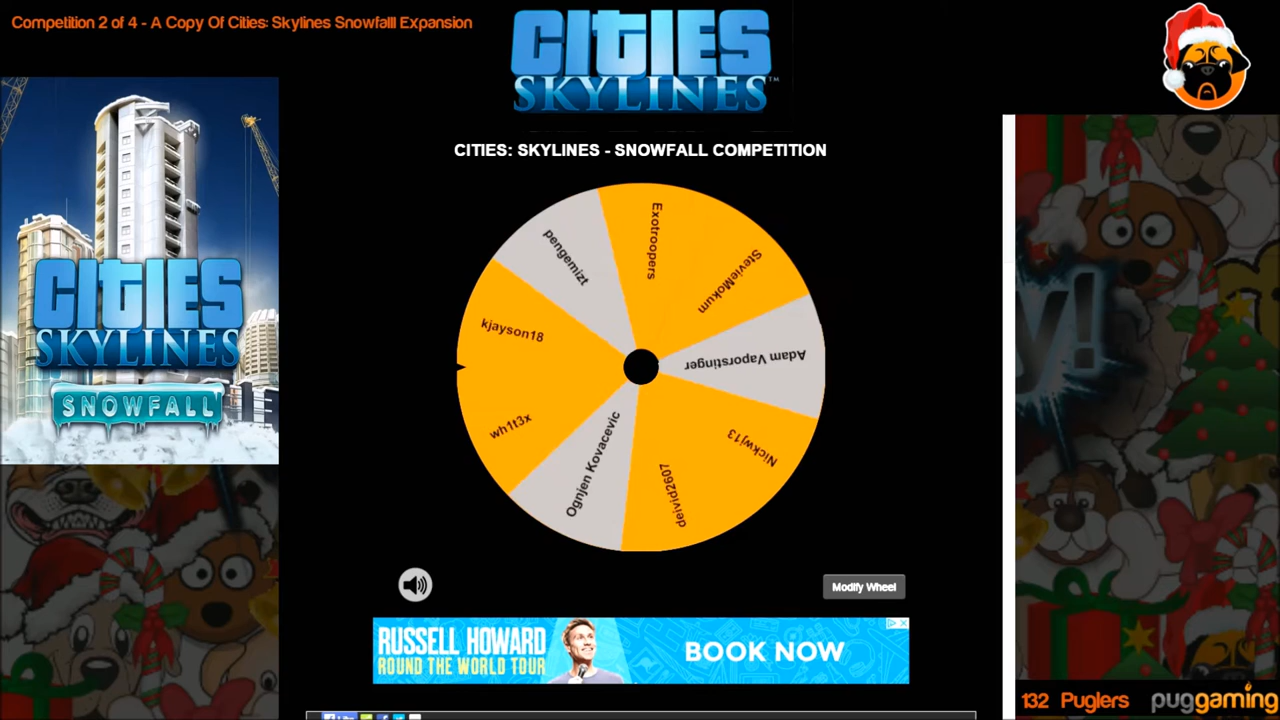 Competition 2 of 4 - A Copy Of Cities: Skylines Snowfalll Expansion
CITIES
SKYLINES™
CITIES: SKYLINES - SNOWFALL COMPETITION
CITIES
SKYLINES
SNOWFALL
Exotroopers
StevieMokum
Adam Vaporstinger
Nickwj13
deivid2607
Ognjen Kovacevic
wh1t3x
kjayson18
pengemizt
Modify Wheel
RUSSELL HOWARD
ROUND THE WORLD TOUR
BOOK NOW
y!
132 Puglers
puggaming